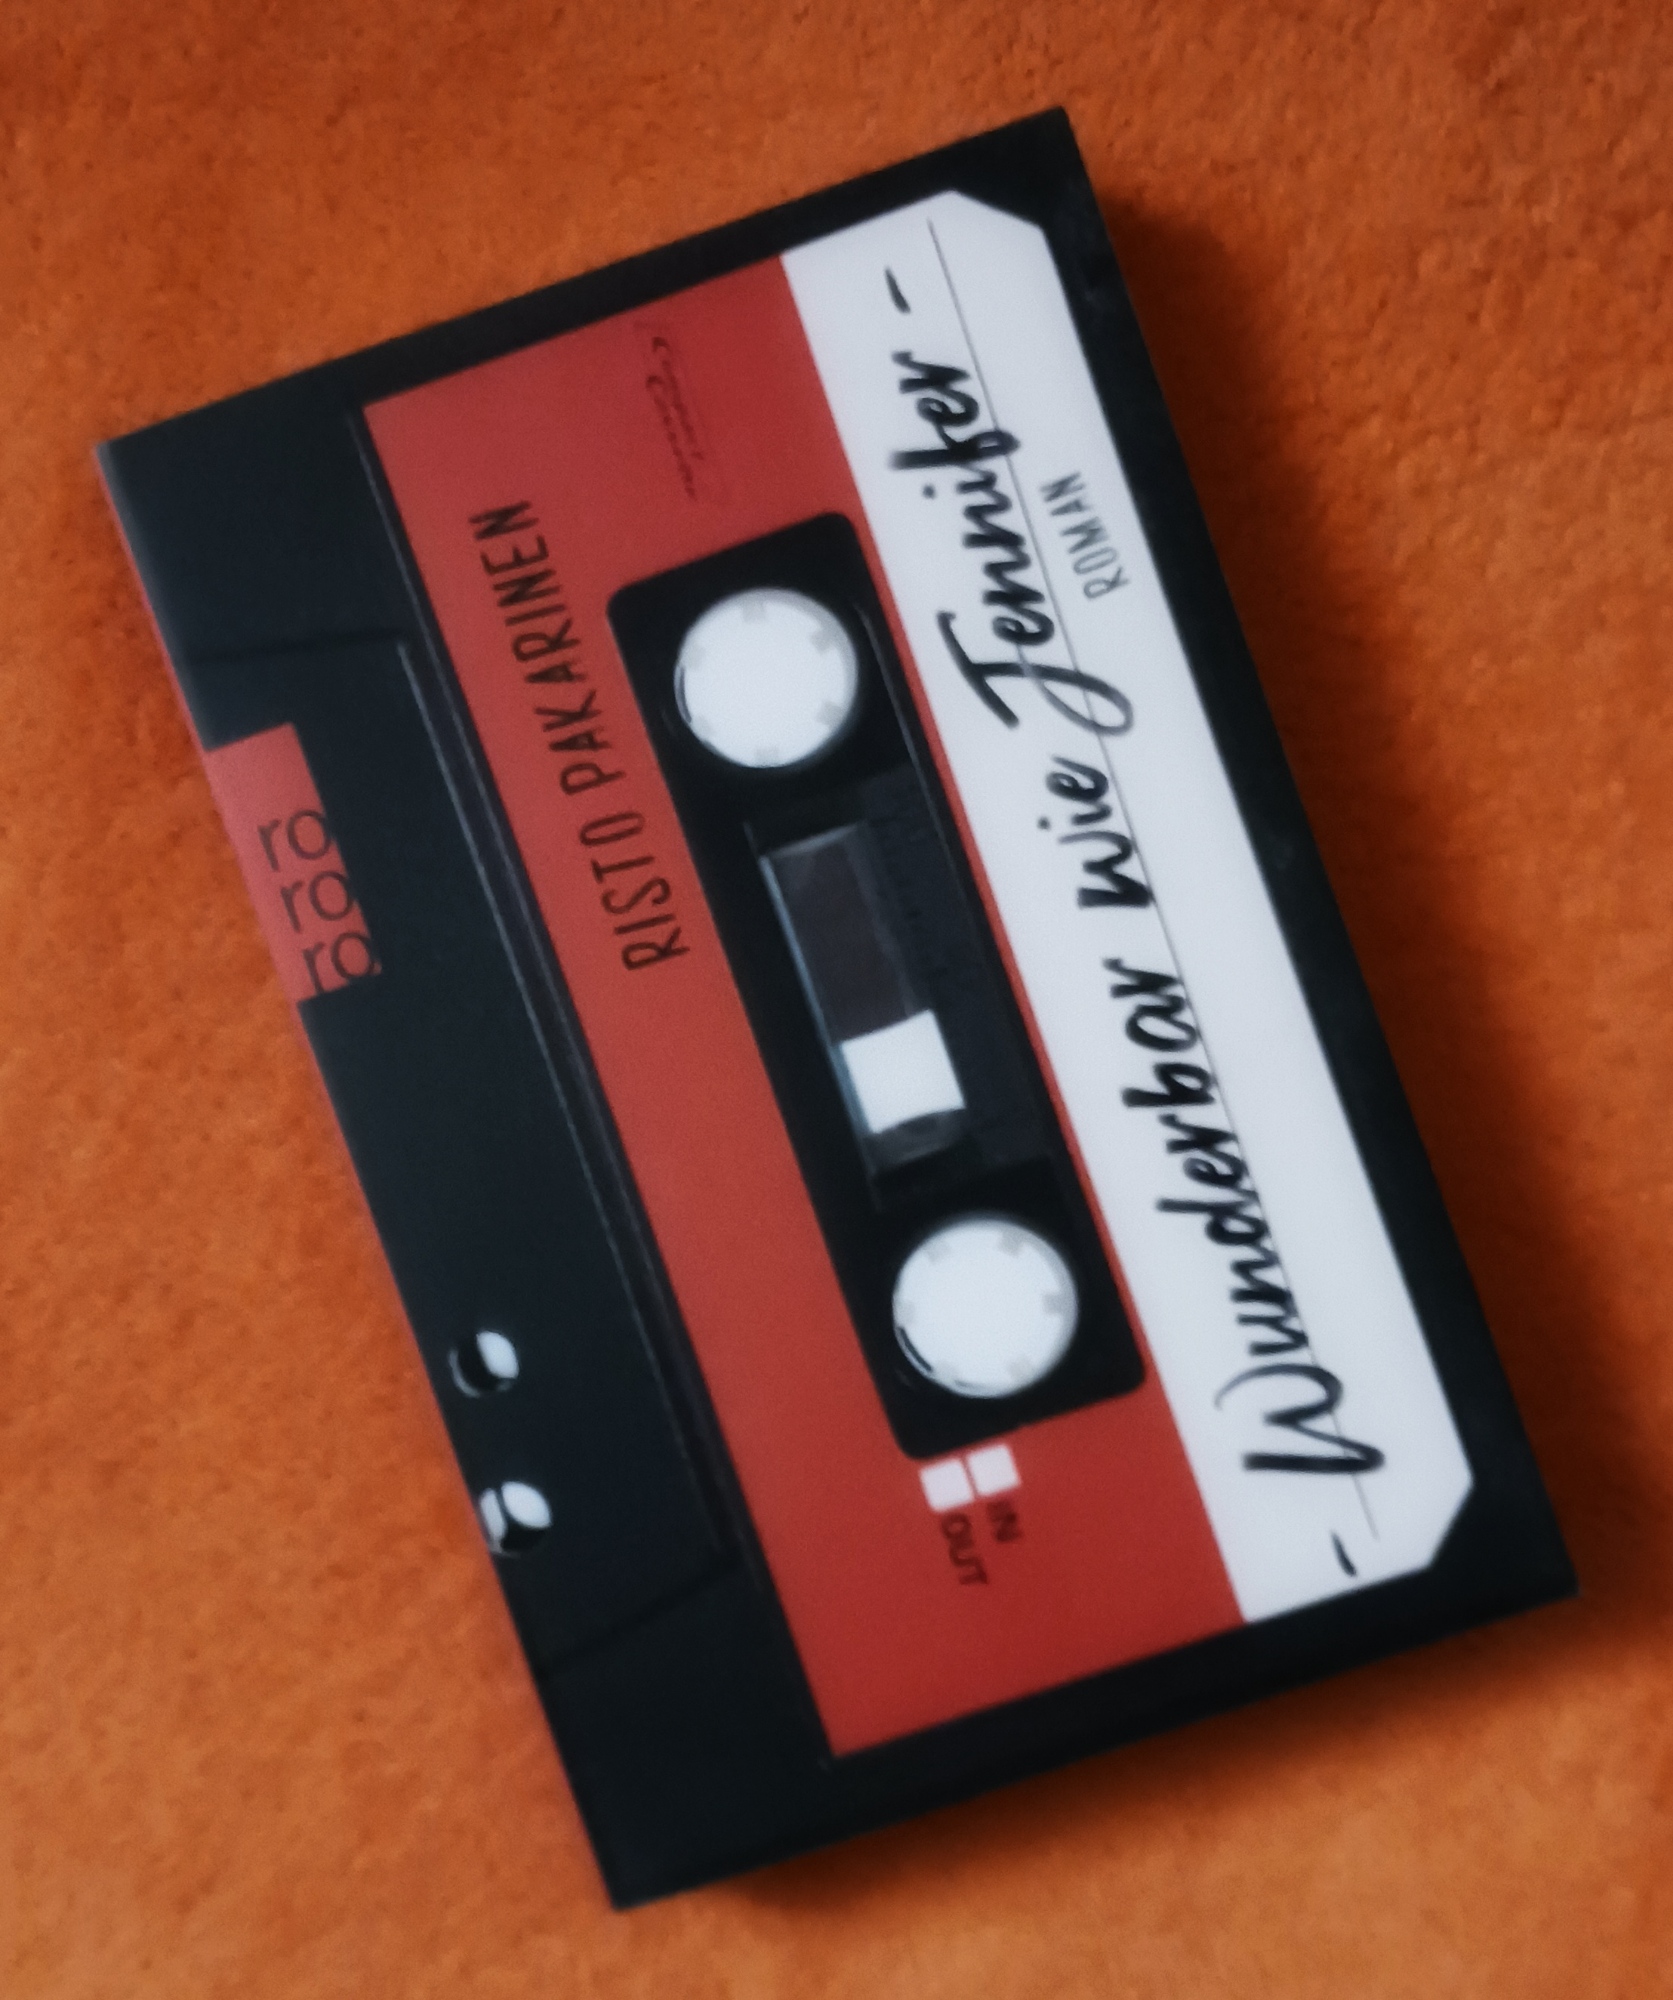 - Wunderbar wie Jennifer -
ROMAN
IN
OUT
RISTO PAKARINEN
ro
ro
ro